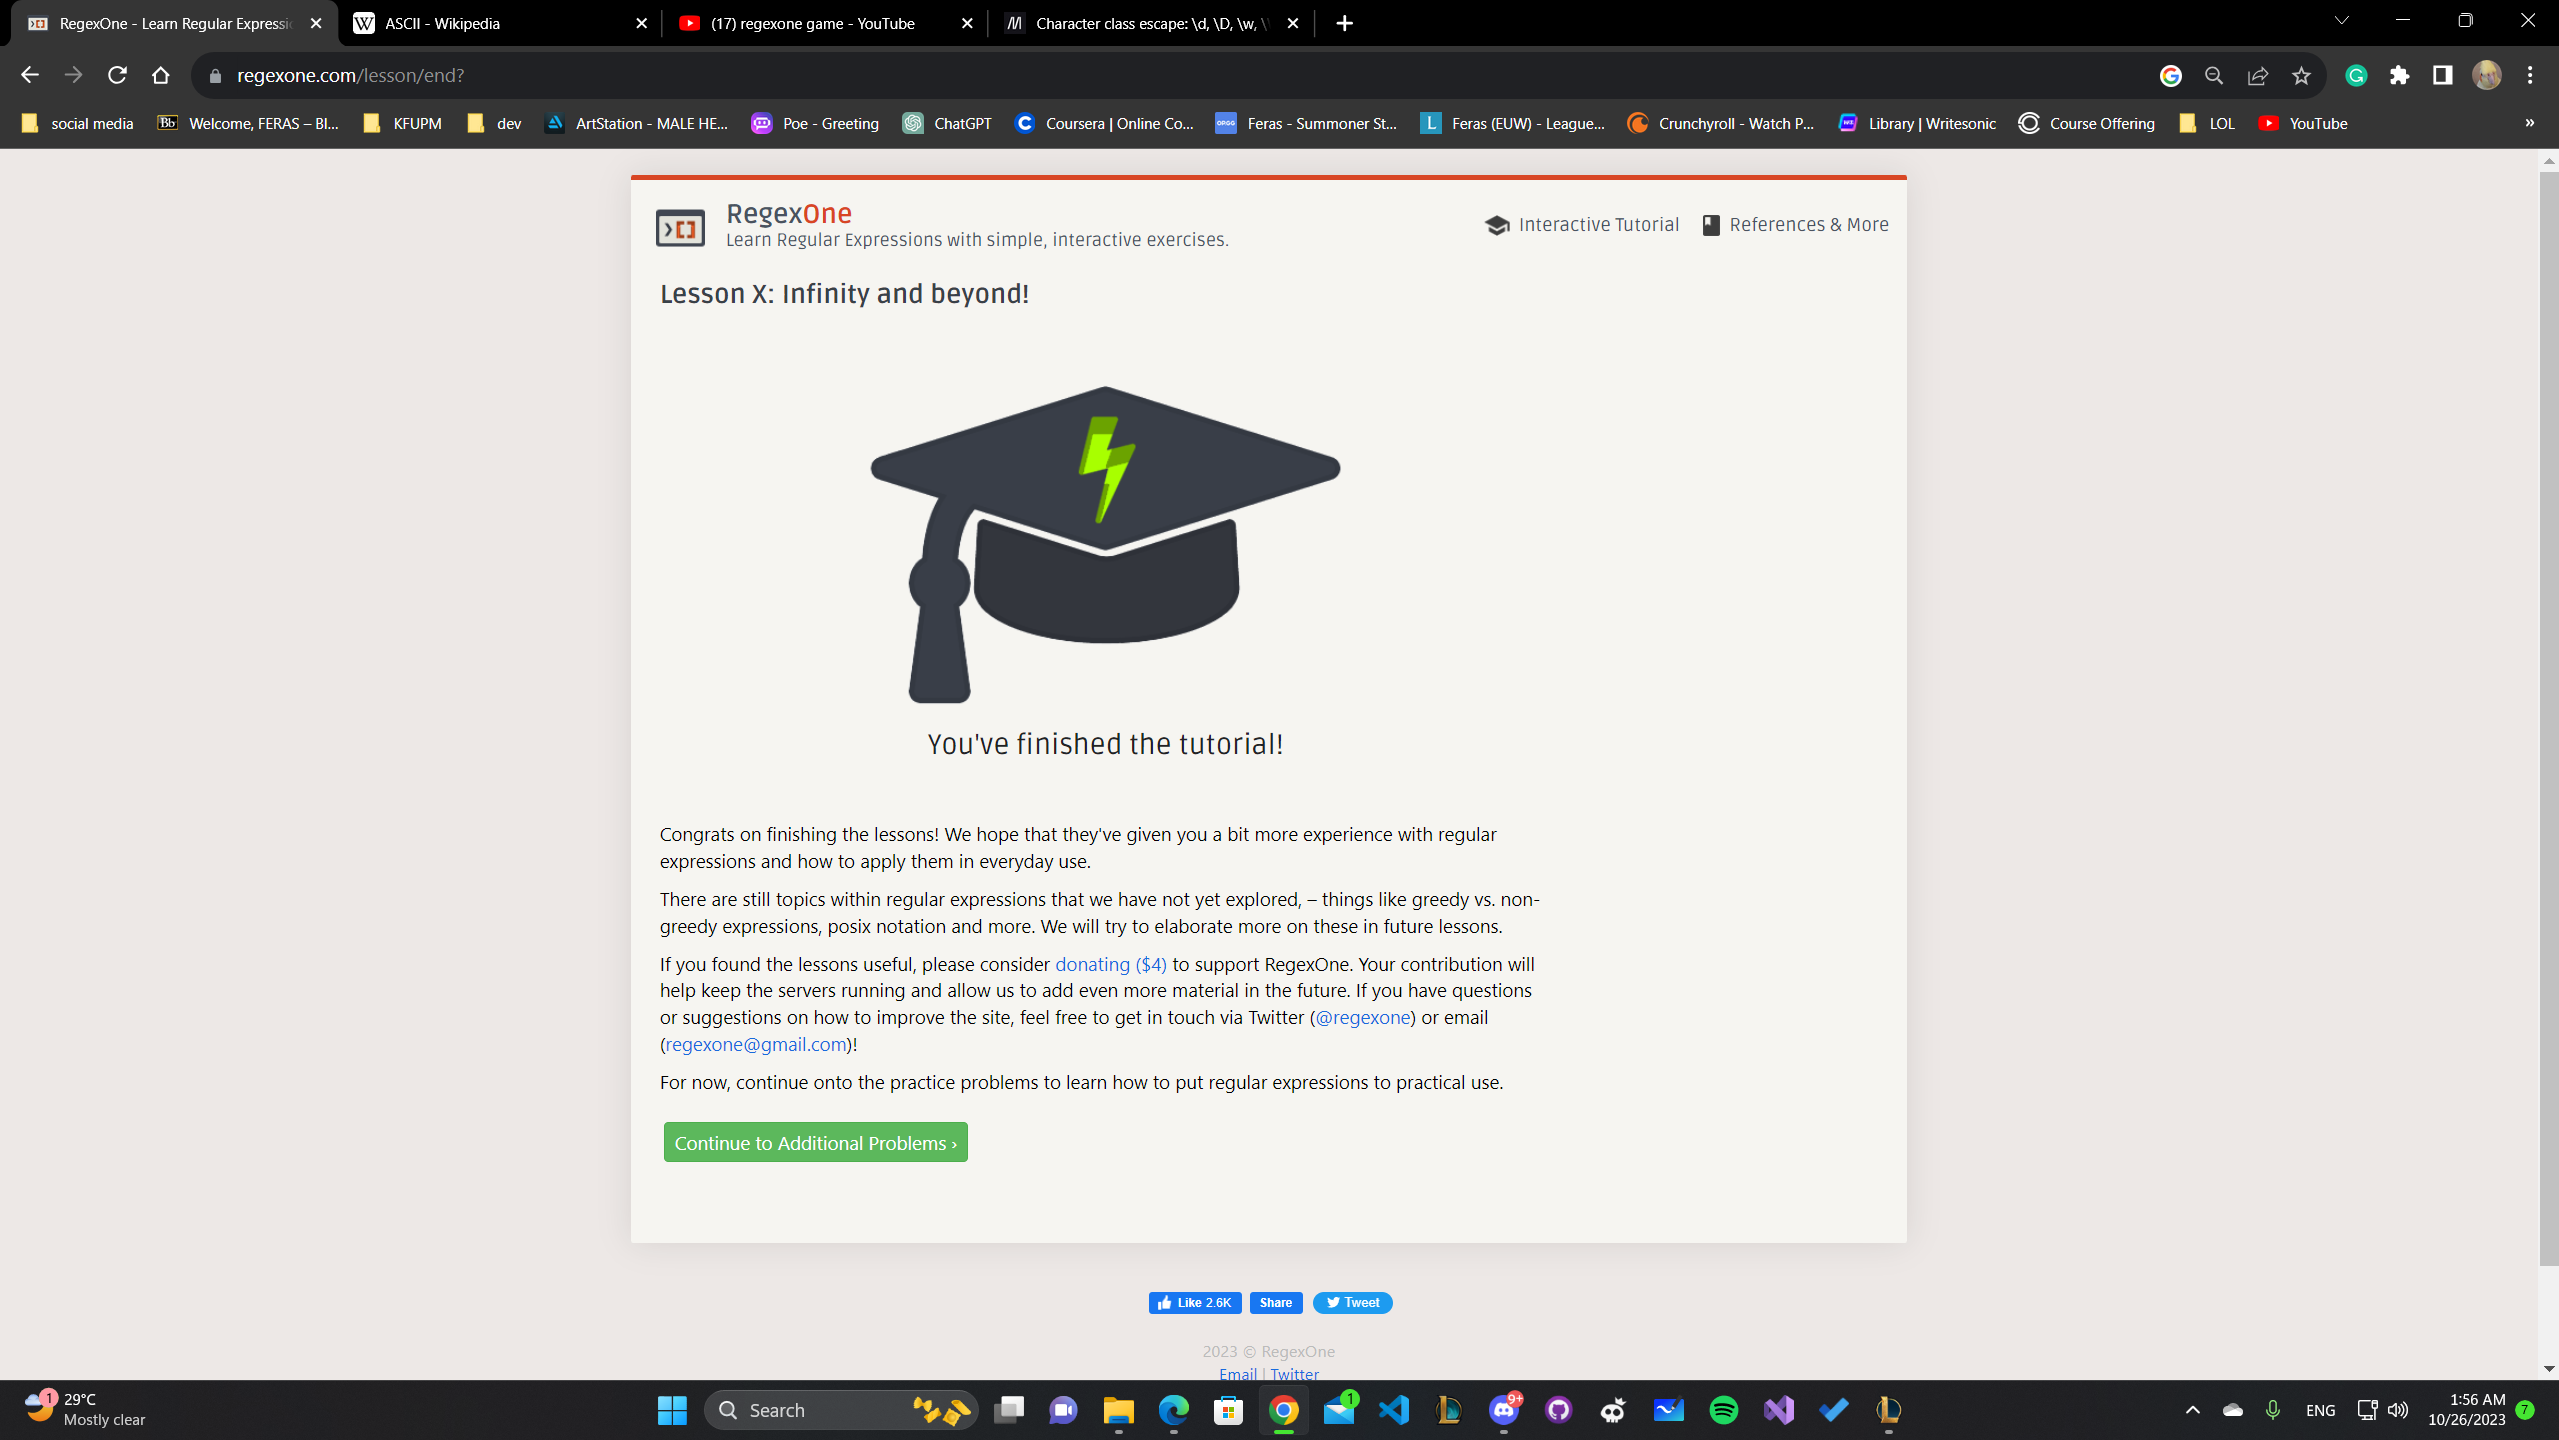 RegexOne - Learn Regular Expressi
ASCII - Wikipedia
(17) regexone game - YouTube
Character class escape: \d, \D, \w, \
regexone.com/lesson/end?
social media
Bb Welcome, FERAS – Bl...
KFUPM
dev
ArtStation - MALE HE...
Poe - Greeting
ChatGPT
Coursera | Online Co...
OPGG Feras - Summoner St...
L Feras (EUW) - League...
Crunchyroll - Watch P...
Library | Writesonic
Course Offering
LOL
YouTube
»
RegexOne
Learn Regular Expressions with simple, interactive exercises.
Interactive Tutorial
References & More
Lesson X: Infinity and beyond!
You've finished the tutorial!
Congrats on finishing the lessons! We hope that they've given you a bit more experience with regular
expressions and how to apply them in everyday use.
There are still topics within regular expressions that we have not yet explored, – things like greedy vs. non-
greedy expressions, posix notation and more. We will try to elaborate more on these in future lessons.
If you found the lessons useful, please consider donating ($4) to support RegexOne. Your contribution will
help keep the servers running and allow us to add even more material in the future. If you have questions
or suggestions on how to improve the site, feel free to get in touch via Twitter (@regexone) or email
(regexone@gmail.com)!
For now, continue onto the practice problems to learn how to put regular expressions to practical use.
Continue to Additional Problems ›
Like 2.6K
Share
Tweet
2023 © RegexOne
Email | Twitter
1
29°C
Mostly clear
Search
1
9+
ENG
1:56 AM
10/26/2023
7